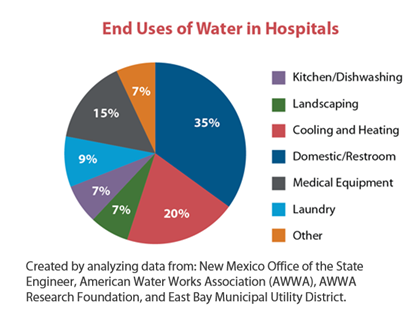 End Uses of Water in Hospitals
7%
35%
15%
9%
7%
7%
20%
Kitchen/Dishwashing
Landscaping
Cooling and Heating
Domestic/Restroom
Medical Equipment
Laundry
Other
Created by analyzing data from: New Mexico Office of the State
Engineer, American Water Works Association (AWWA), AWWA
Research Foundation, and East Bay Municipal Utility District.